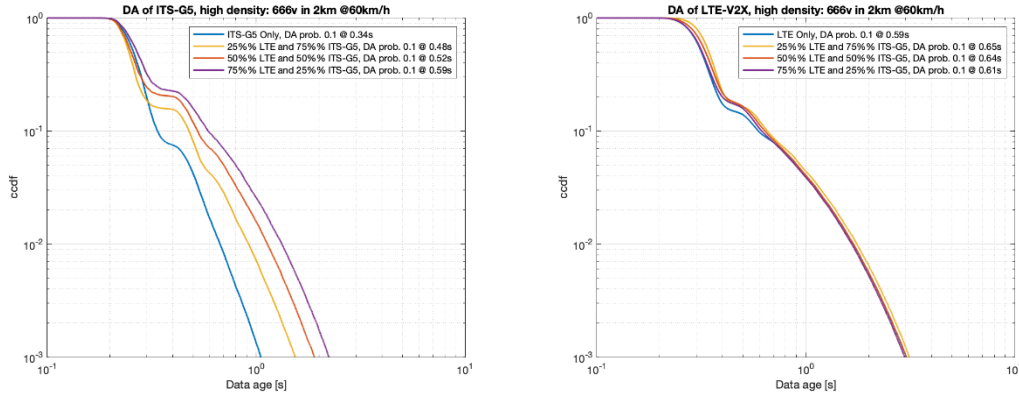 DA of ITS-G5, high density: 666v in 2km @60km/h
10^0
ITS-G5 Only, DA prob. 0.1 @ 0.34s
25%% LTE and 75%% ITS-G5, DA prob. 0.1 @ 0.48s
50%% LTE and 50%% ITS-G5, DA prob. 0.1 @ 0.52s
75%% LTE and 25%% ITS-G5, DA prob. 0.1 @ 0.59s
10^-1
ccdf
10^-2
10^-3
10^-1
10^0
10^1
Data age [s]
DA of LTE-V2X, high density: 666v in 2km @60km/h
10^0
LTE Only, DA prob. 0.1 @ 0.59s
25%% LTE and 75%% ITS-G5, DA prob. 0.1 @ 0.65s
50%% LTE and 50%% ITS-G5, DA prob. 0.1 @ 0.64s
75%% LTE and 25%% ITS-G5, DA prob. 0.1 @ 0.61s
10^-1
ccdf
10^-2
10^-3
10^-1
10^0
10
Data age [s]